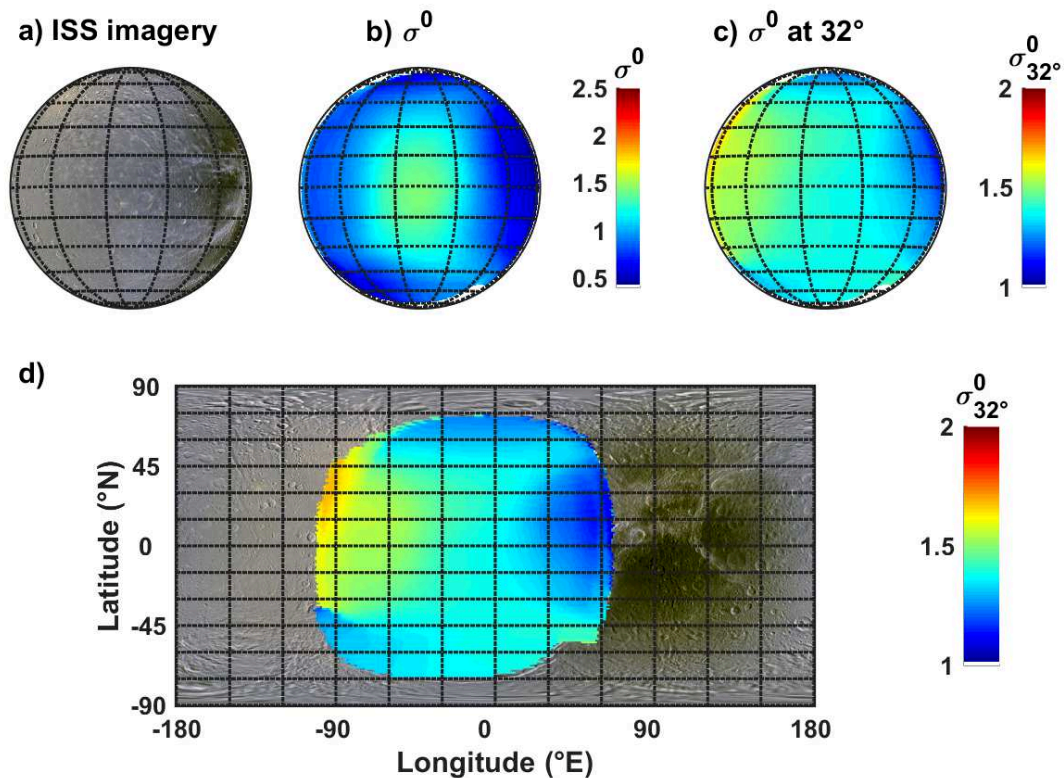 a) ISS imagery
b) σ⁰
c) σ⁰ at 32°
σ⁰
2.5
2
1.5
1
0.5
σ⁰32°
2
1.5
1
d)
90
45
0
-45
-90
Latitude (°N)
-180
-90
0
90
180
Longitude (°E)
σ⁰32°
2
1.5
1